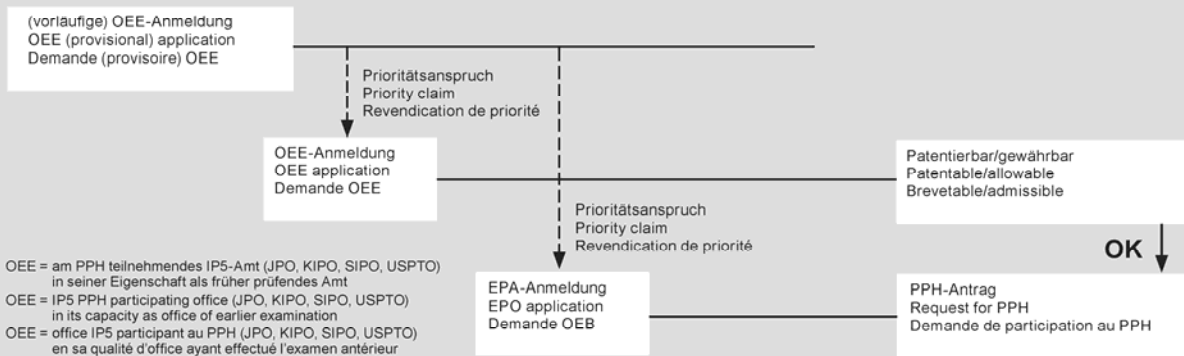 (vorläufige) OEE-Anmeldung
OEE (provisional) application
Demande (provisoire) OEE
Prioritätsanspruch
Priority claim
Revendication de priorité
OEE-Anmeldung
OEE application
Demande OEE
Patentierbar/gewährbar
Patentable/allowable
Brevetable/admissible
Prioritätsanspruch
Priority claim
Revendication de priorité
OK
OEE = am PPH teilnehmendes IP5-Amt (JPO, KIPO, SIPO, USPTO)
in seiner Eigenschaft als früher prüfendes Amt
OEE = IP5 PPH participating office (JPO, KIPO, SIPO, USPTO)
in its capacity as office of earlier examination
OEE = office IP5 participant au PPH (JPO, KIPO, SIPO, USPTO)
en sa qualité d'office ayant effectué l'examen antérieur
EPA-Anmeldung
EPO application
Demande OEB
PPH-Antrag
Request for PPH
Demande de participation au PPH